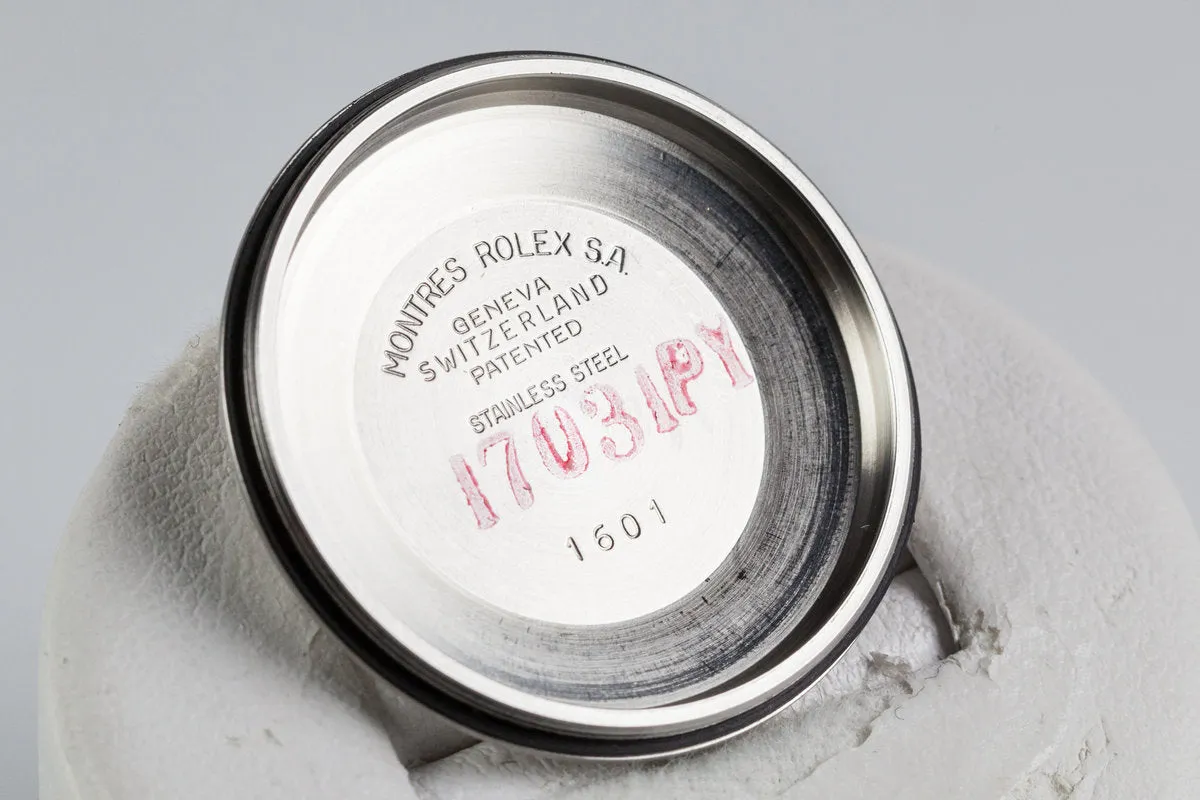 MONTRES ROLEX S.A.
GENEVA
SWITZERLAND
PATENTED
STAINLESS STEEL
17031PY
1601